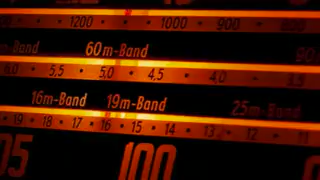 1200 1000 900
m-Band 60m-Band
6,0 5,5 5,0 4,5 4,0
16m-Band 19m-Band 25m-Band
19 18 17 16 15 14 13 12 11
05 100